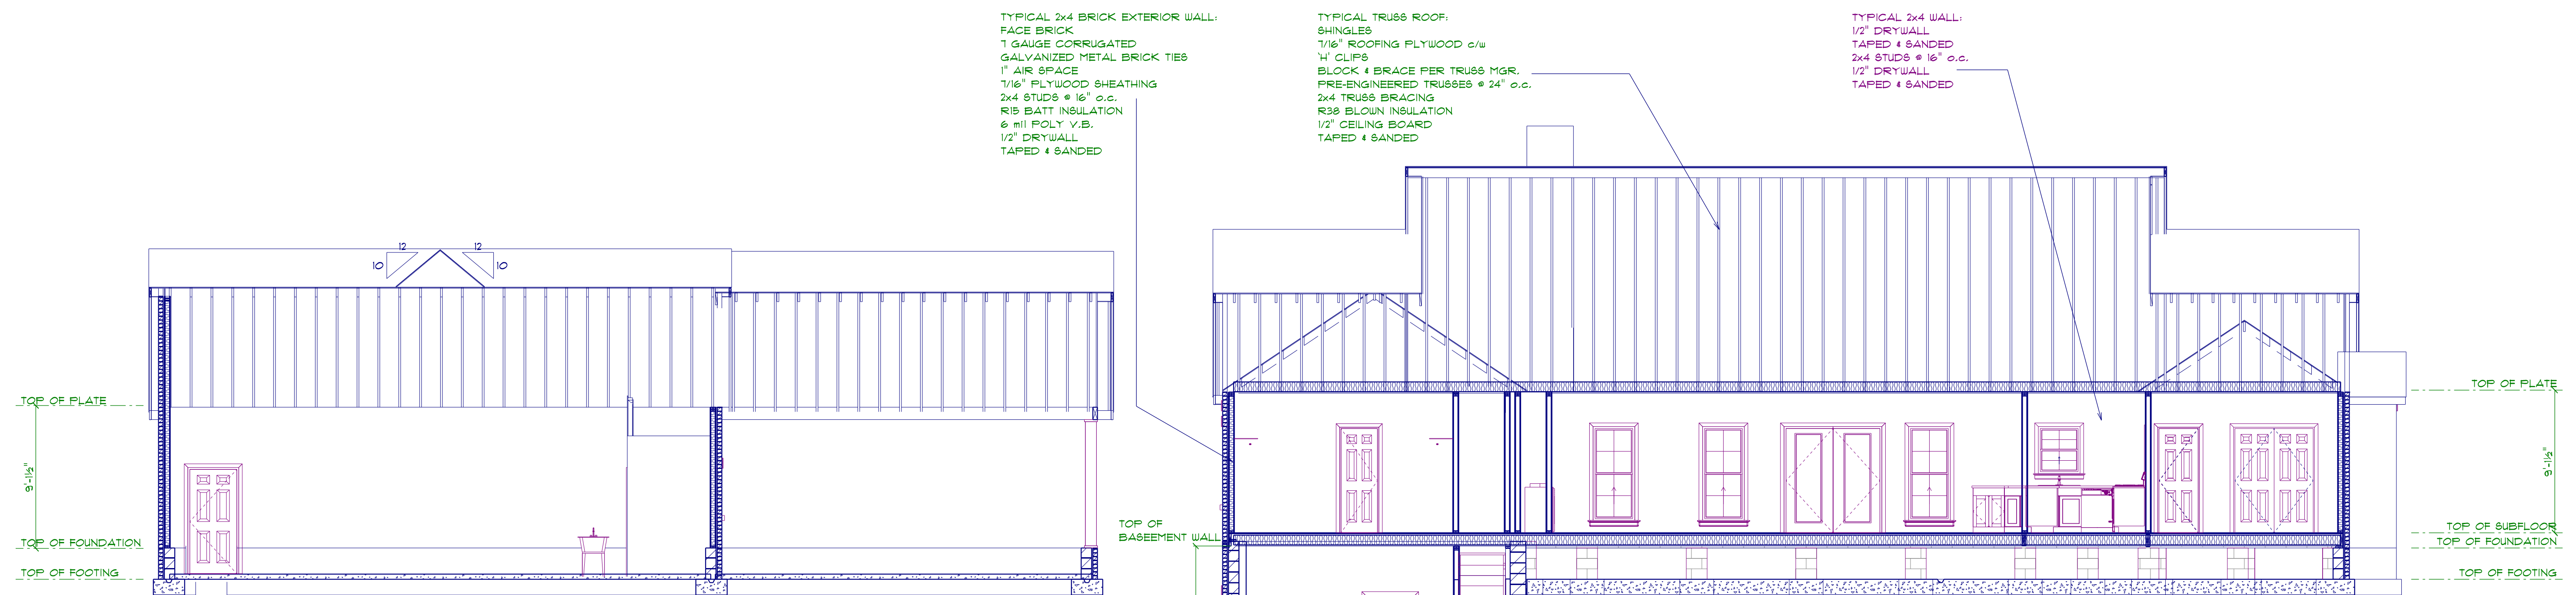 TYPICAL 2x4 BRICK EXTERIOR WALL:
FACE BRICK
7 GAUGE CORRUGATED
GALVANIZED METAL BRICK TIES
1" AIR SPACE
7/16" PLYWOOD SHEATHING
2x4 STUDS @ 16" o.c.
R15 BATT INSULATION
6 mil POLY V.B.
1/2" DRYWALL
TAPED & SANDED
TYPICAL TRUSS ROOF:
SHINGLES
7/16" ROOFING PLYWOOD c/w
'H' CLIPS
BLOCK & BRACE PER TRUSS MGR.
PRE-ENGINEERED TRUSSES @ 24" o.c.
2x4 TRUSS BRACING
R38 BLOWN INSULATION
1/2" CEILING BOARD
TAPED & SANDED
TYPICAL 2x4 WALL:
1/2" DRYWALL
TAPED & SANDED
2x4 STUDS @ 16" o.c.
1/2" DRYWALL
TAPED & SANDED
12 12
10 10
TOP OF PLATE
9'-1½"
TOP OF FOUNDATION
TOP OF FOOTING
TOP OF
BASEEMENT WALL
TOP OF PLATE
9'-1½"
TOP OF SUBFLOOR
TOP OF FOUNDATION
TOP OF FOOTING